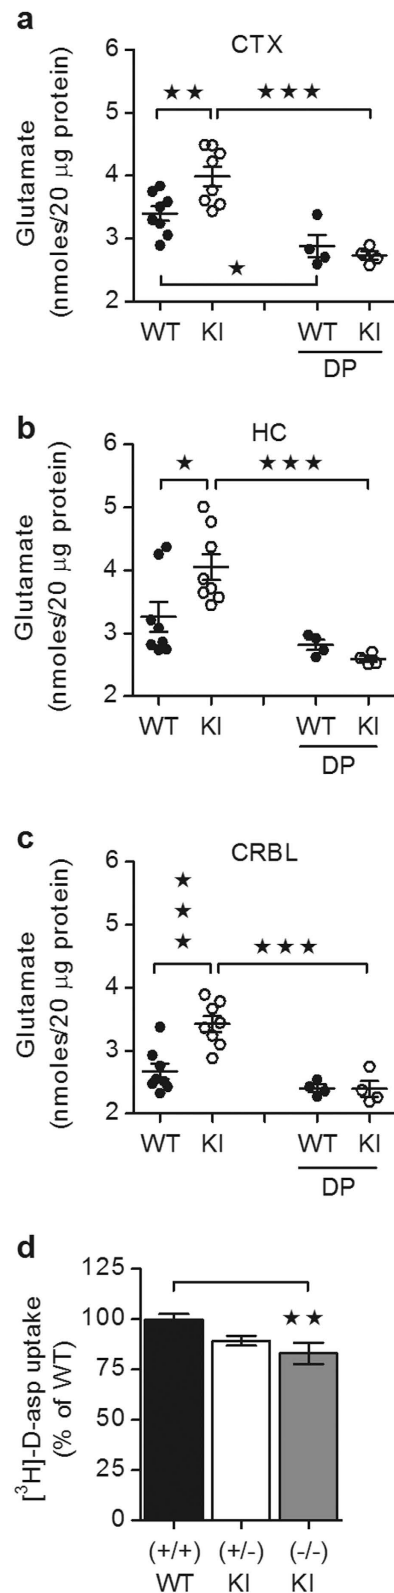 a
CTX
Glutamate
(nmoles/20 μg protein)
6
5
4
3
2
★★
★★★
★
WT
KI
WT
KI
DP
b
HC
Glutamate
(nmoles/20 μg protein)
6
5
4
3
2
★
★★★
WT
KI
WT
KI
DP
c
CRBL
Glutamate
(nmoles/20 μg protein)
6
5
4
3
2
★
★
★
★★★
WT
KI
WT
KI
DP
d
[³H]-D-asp uptake
(% of WT)
125
100
75
50
25
0
★★
(+/+)
WT
(+/-)
KI
(-/-)
KI